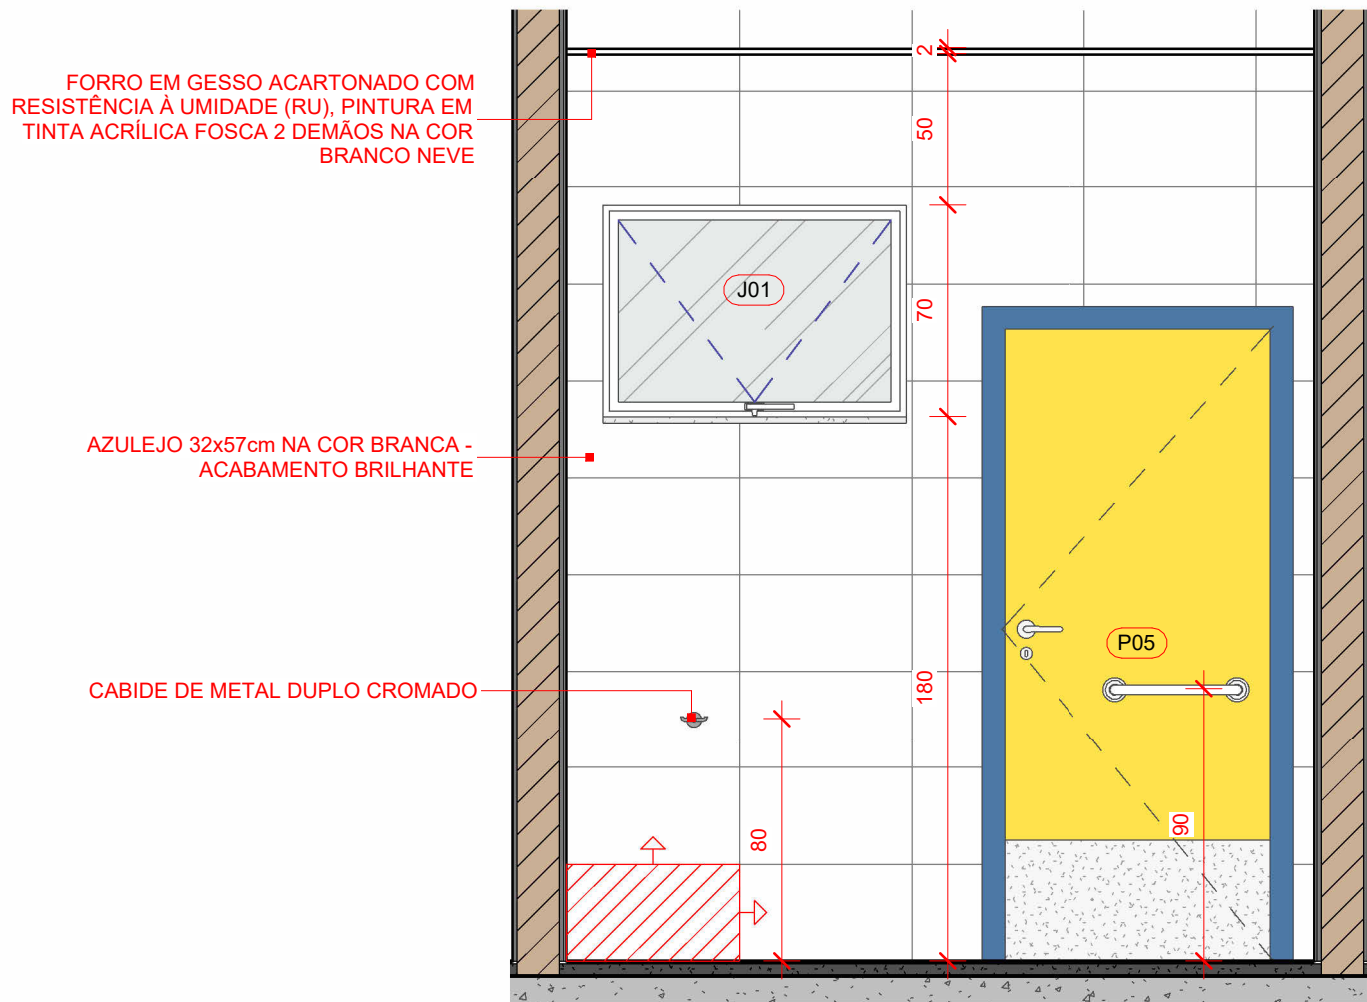 FORRO EM GESSO ACARTONADO COM
RESISTÊNCIA À UMIDADE (RU), PINTURA EM
TINTA ACRÍLICA FOSCA 2 DEMÃOS NA COR
BRANCO NEVE
2
50
J01
70
AZULEJO 32x57cm NA COR BRANCA -
ACABAMENTO BRILHANTE
P05
CABIDE DE METAL DUPLO CROMADO
180
80
90